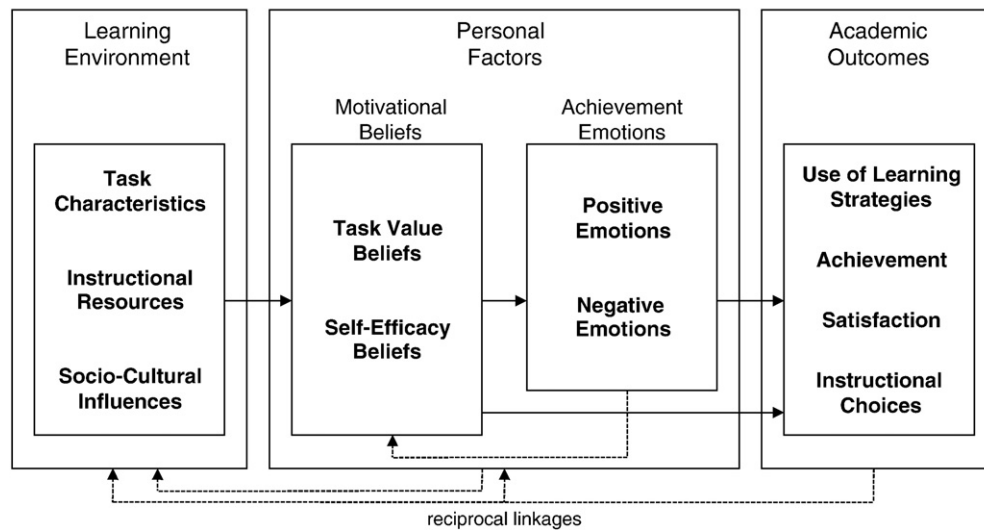 Learning
Environment
Personal
Factors
Academic
Outcomes
Motivational
Beliefs
Achievement
Emotions
Task
Characteristics
Instructional
Resources
Socio-Cultural
Influences
Task Value
Beliefs
Self-Efficacy
Beliefs
Positive
Emotions
Negative
Emotions
Use of Learning
Strategies
Achievement
Satisfaction
Instructional
Choices
reciprocal linkages